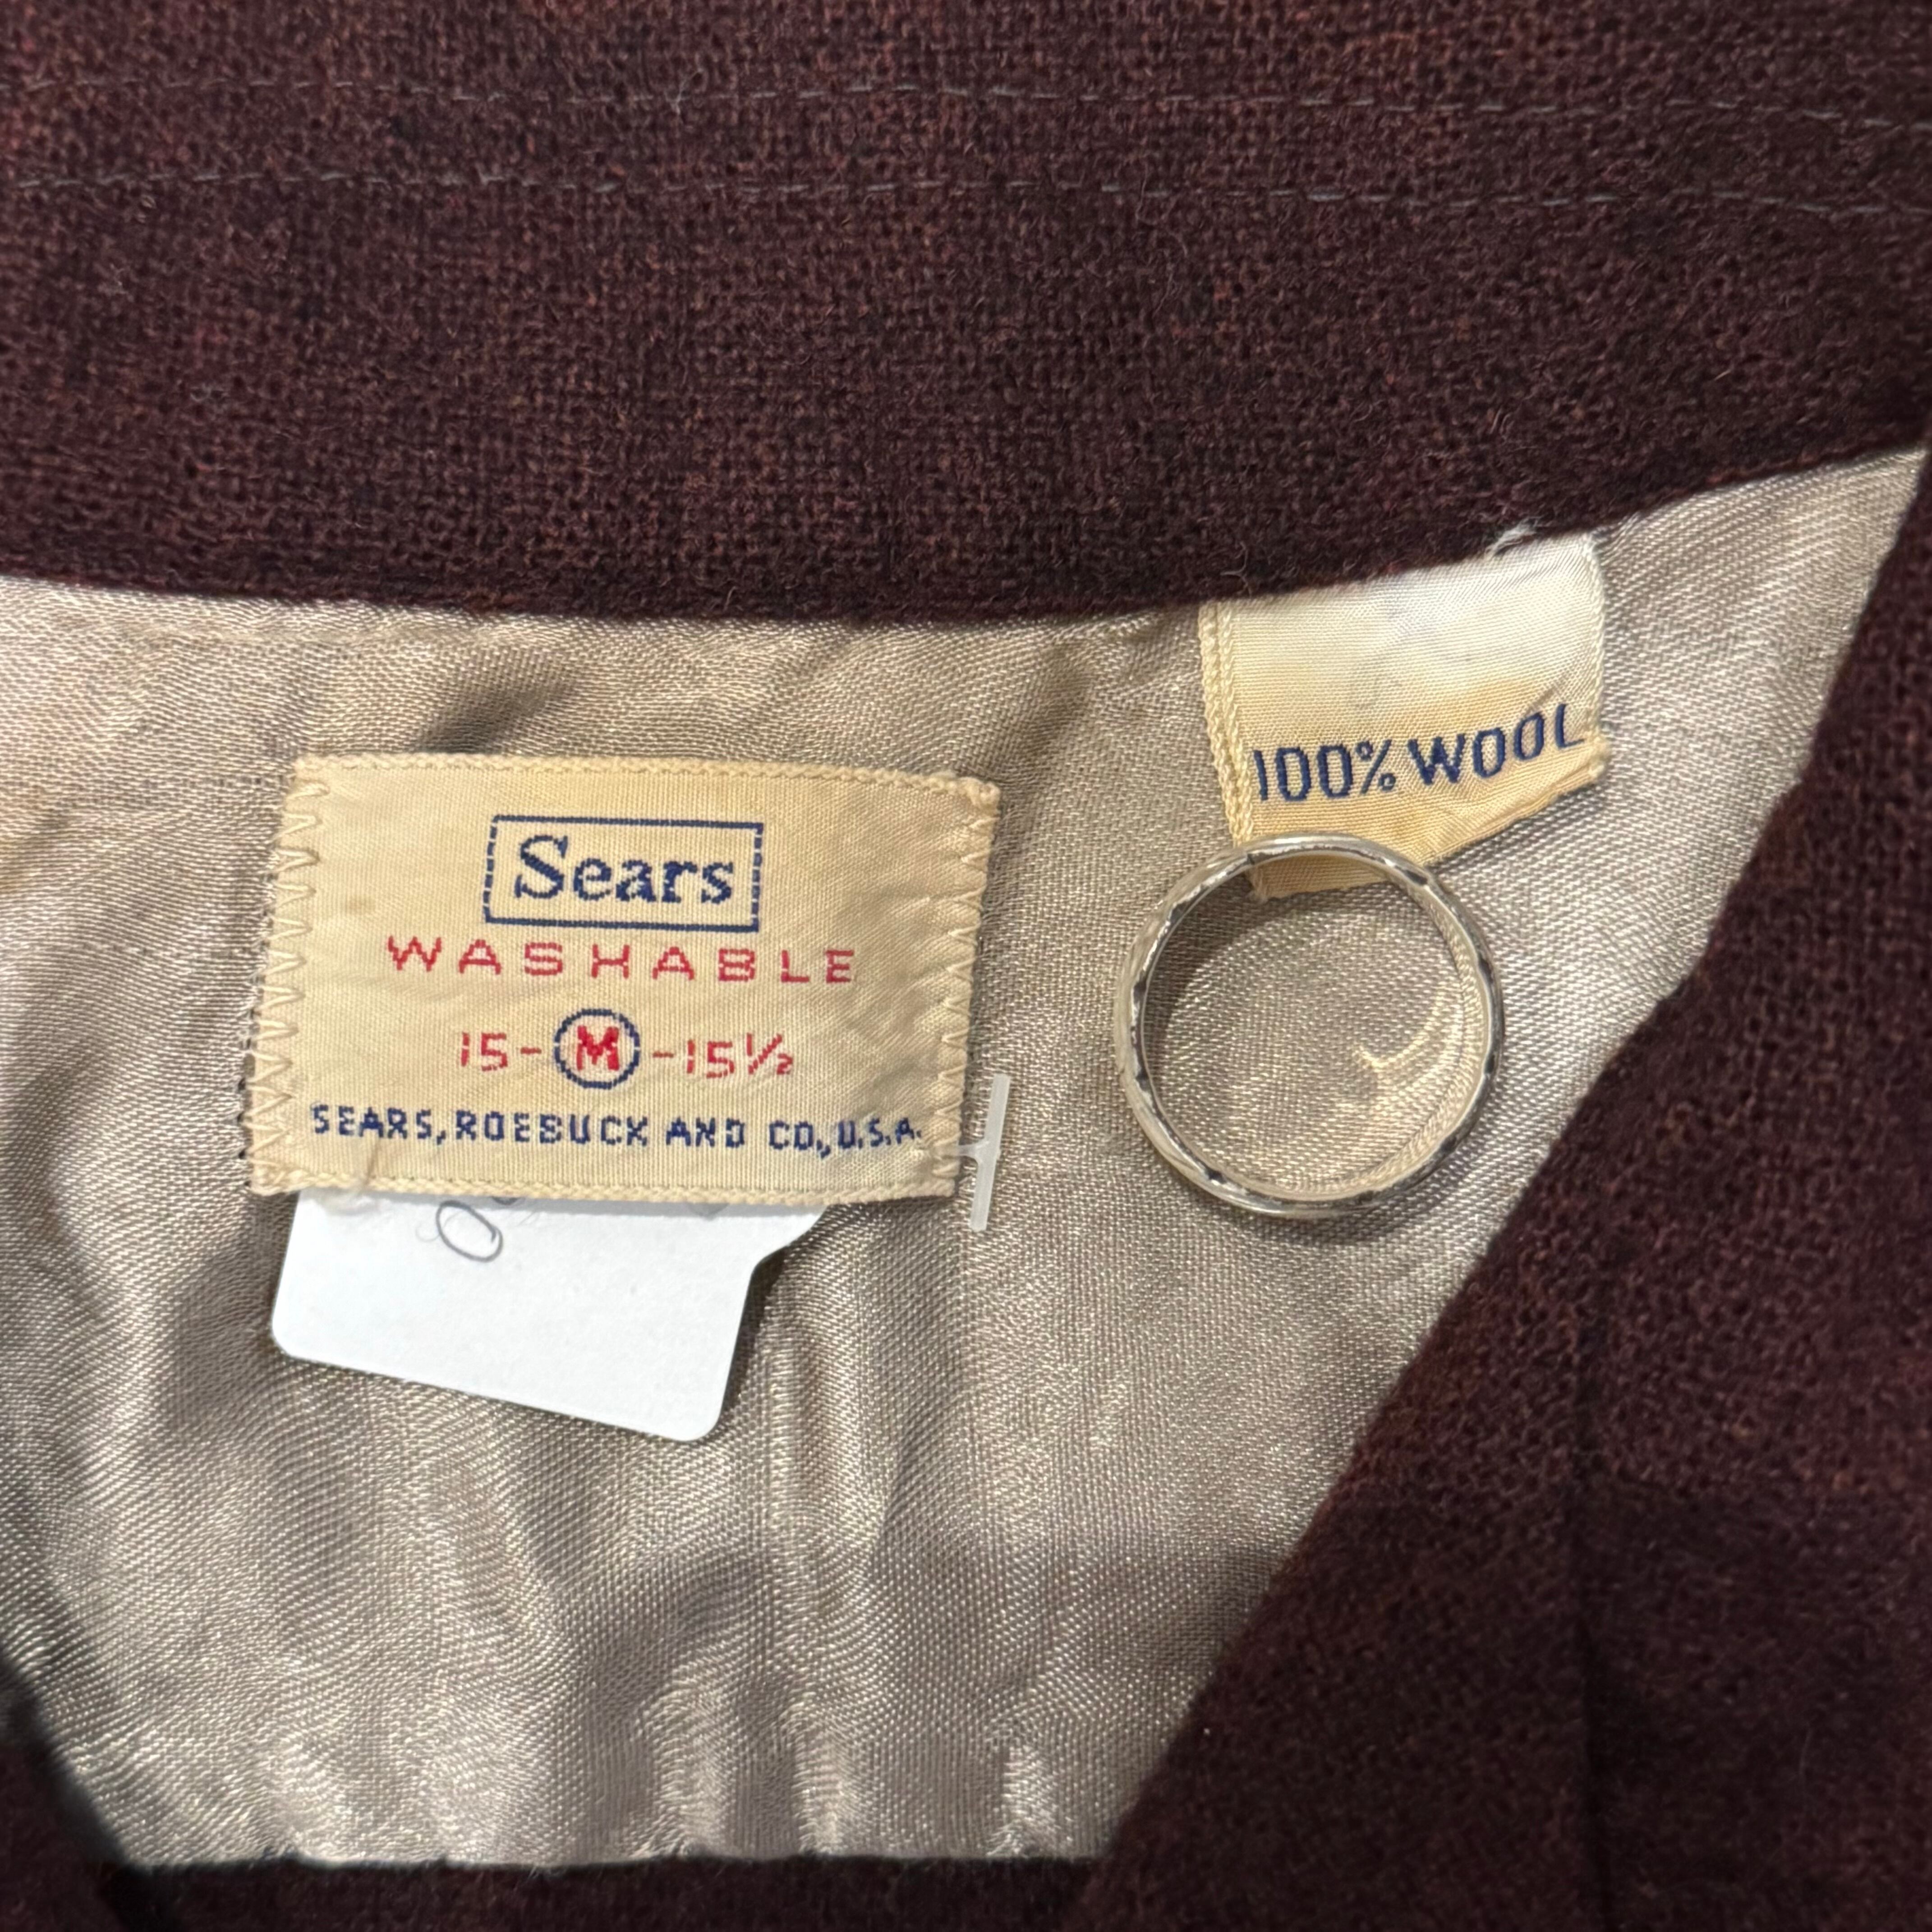 Sears
WASHABLE
15-M-15½
SEARS, ROEBUCK AND CO., U.S.A.
100% WOOL